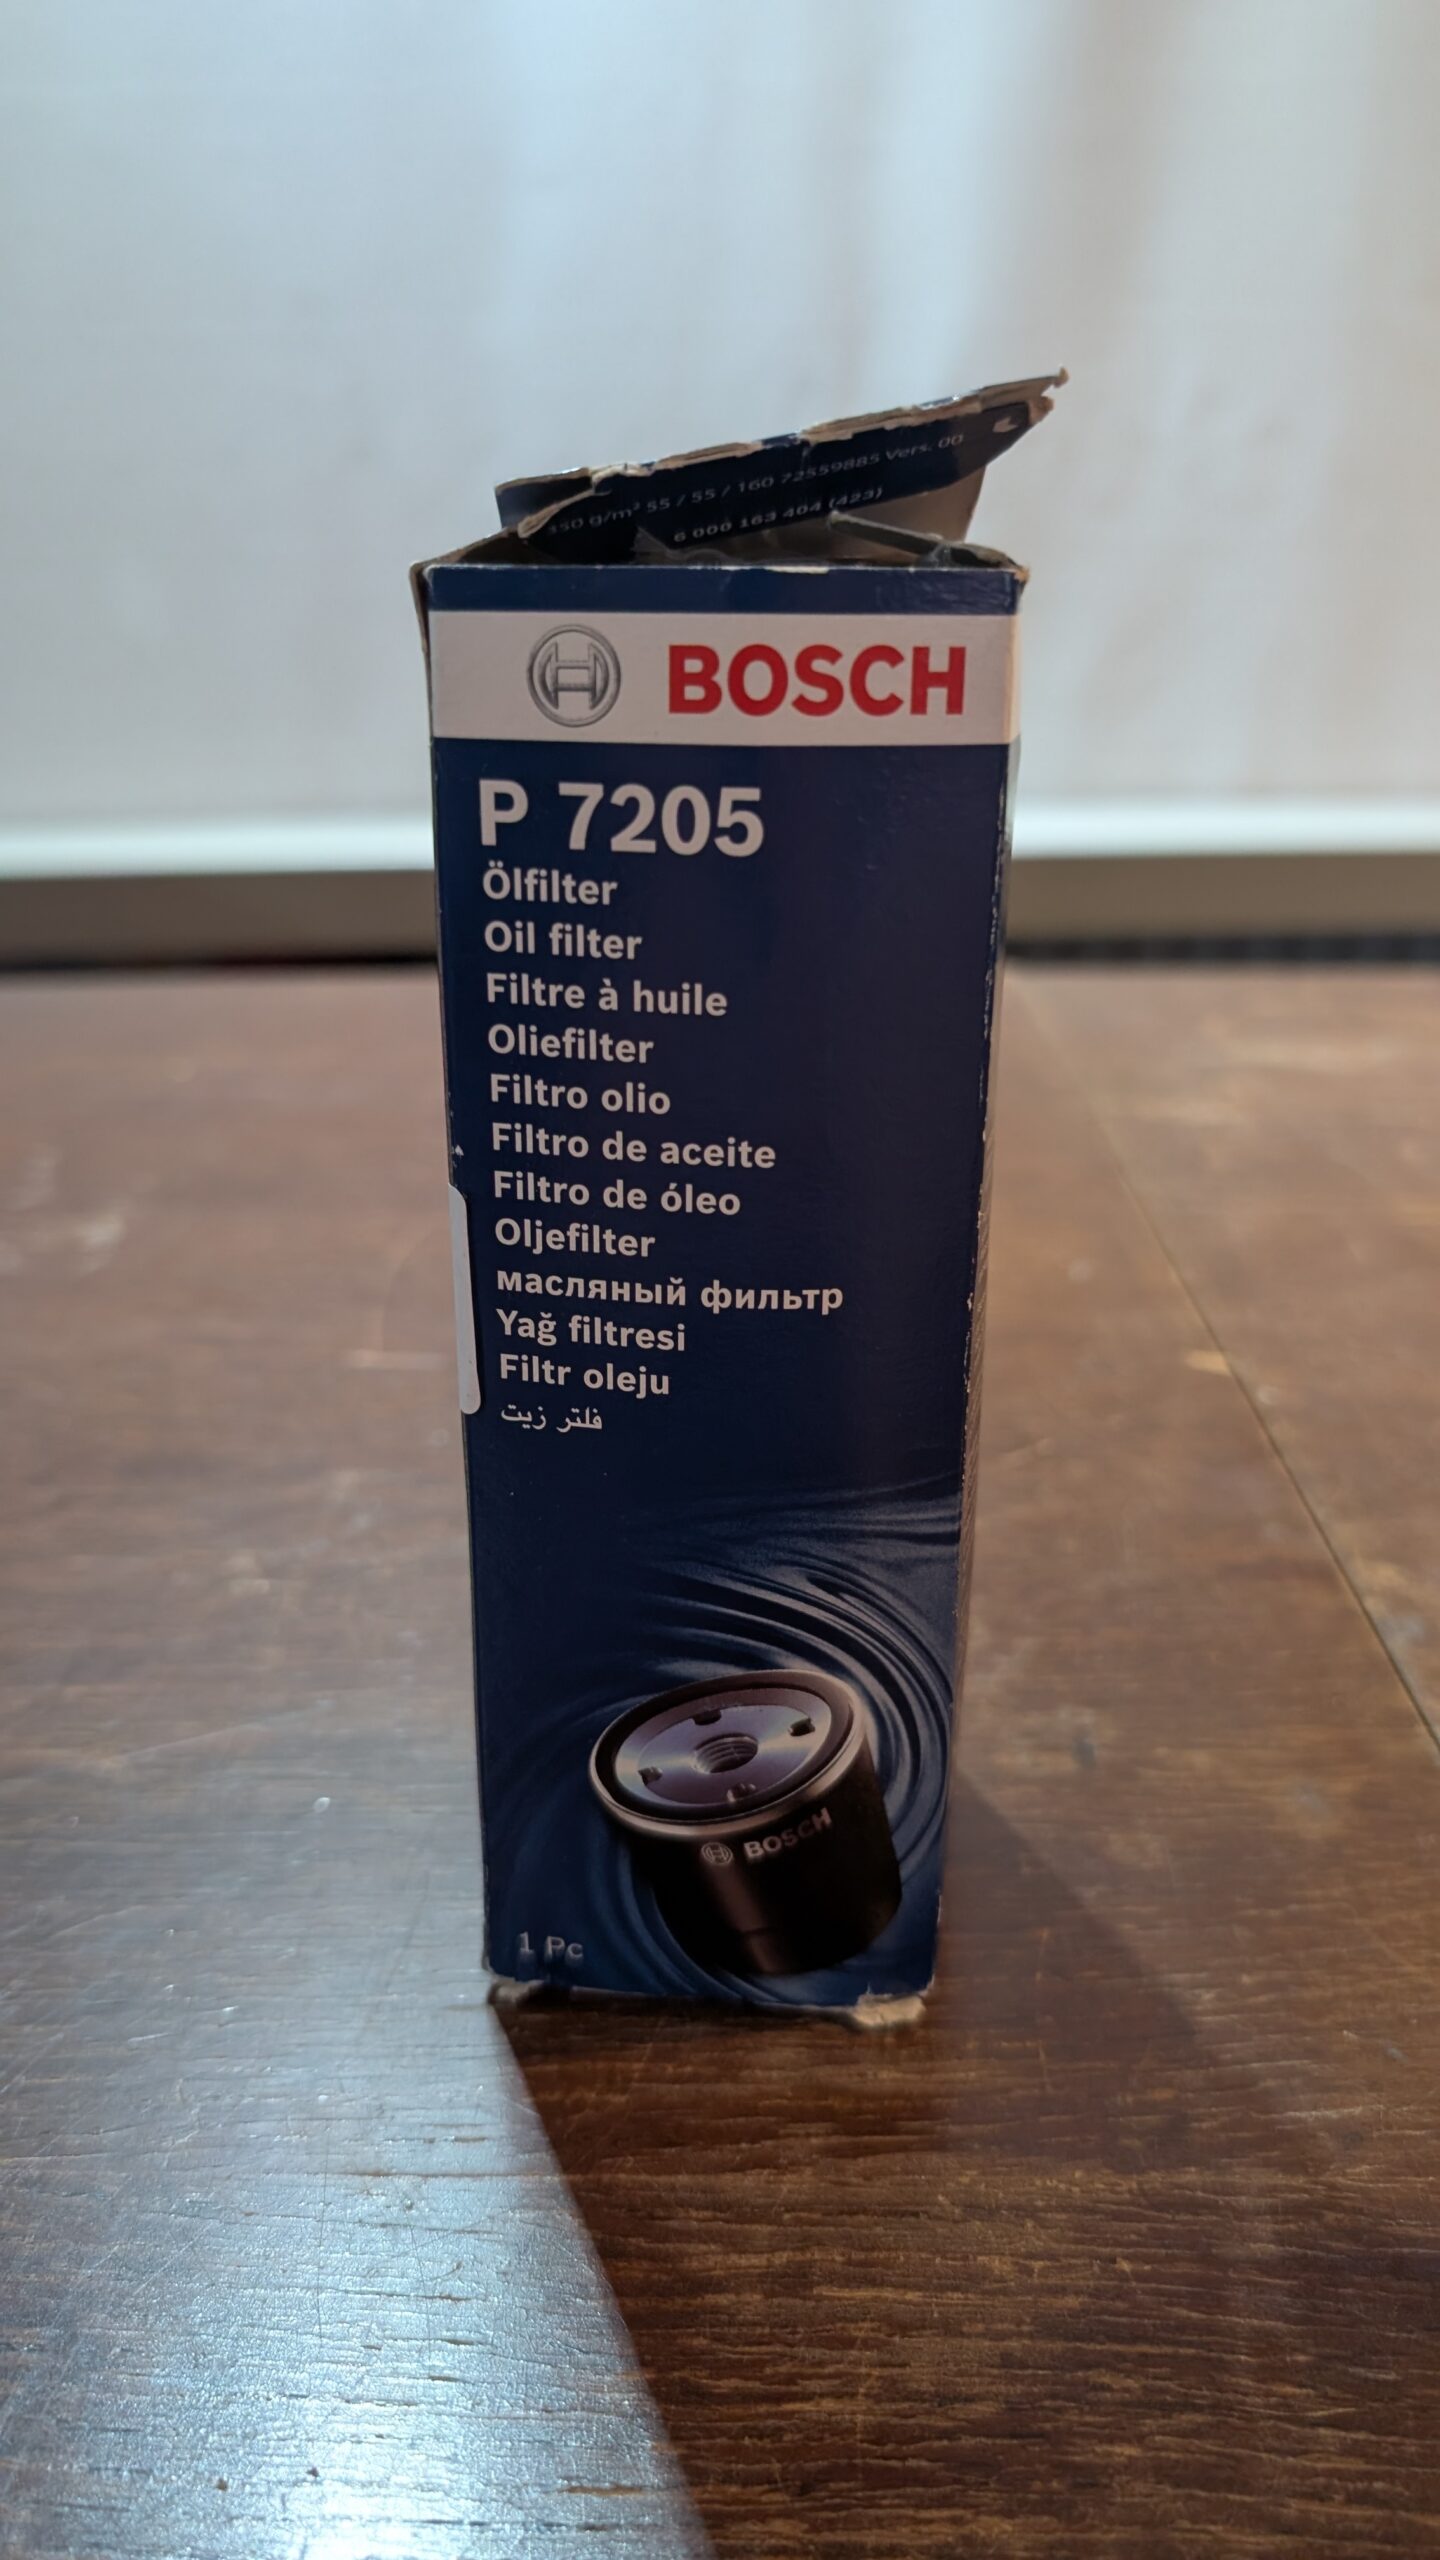 350 g/m² 55 / 55 / 160 72559885 Vers. 00
6 000 163 404 (423)
BOSCH
P 7205
Ölfilter
Oil filter
Filtre à huile
Oliefilter
Filtro olio
Filtro de aceite
Filtro de óleo
Oljefilter
масляный фильтр
Yağ filtresi
Filtr oleju
فلتر زيت
BOSCH
1 Pc